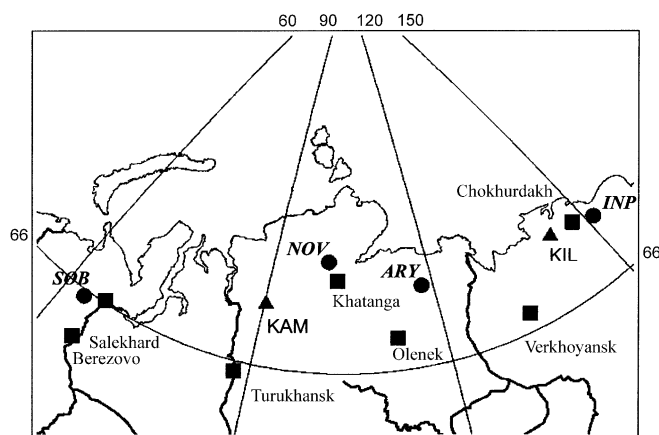 60 90 120 150
Chokhurdakh
INP
66
NOV
KIL
66
SOB
ARY
Khatanga
KAM
Salekhard
Berezovo
Olenek
Verkhoyansk
Turukhansk